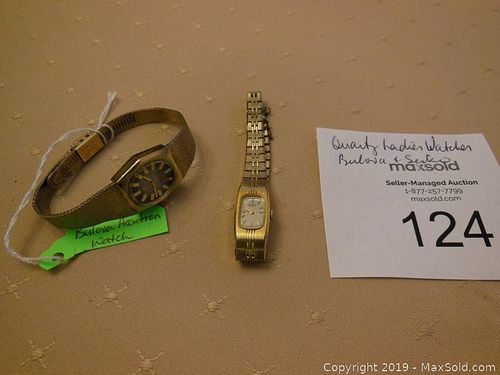 Bulova Accutron
Watch
Quartz Ladies Watches
Bulova + Seiko
maxsold
Seller-Managed Auction
1-877-257-7799
maxsold.com
124
Copyright © 2019 - MaxSold.com